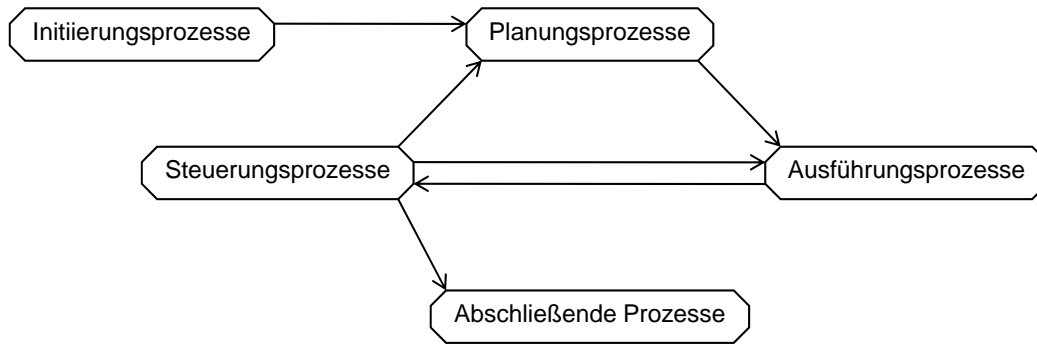 Initiierungsprozesse
Planungsprozesse
Steuerungsprozesse
Ausführungsprozesse
Abschließende Prozesse